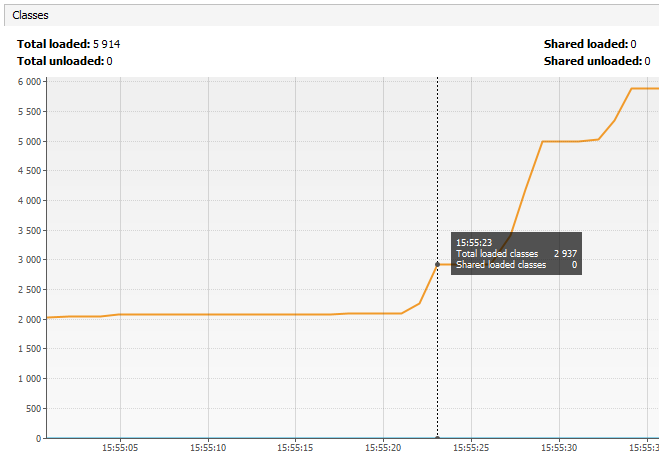 Classes
Total loaded: 5 914
Shared loaded: 0
Total unloaded: 0
Shared unloaded: 0
6 000
5 500
5 000
4 500
4 000
3 500
3 000
2 500
2 000
1 500
1 000
500
0
15:55:23
Total loaded classes 2 937
Shared loaded classes 0
15:55:05 15:55:10 15:55:15 15:55:20 15:55:25 15:55:30 15:55:3